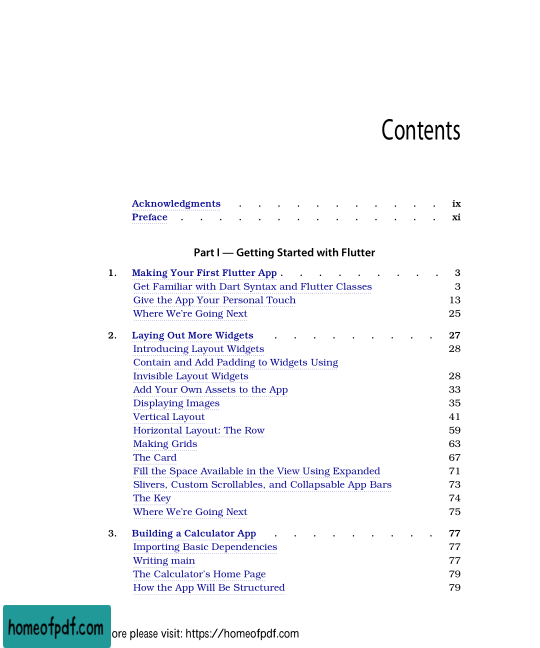 Contents
Acknowledgments . . . . . . . . . . . ix
Preface . . . . . . . . . . . . . . xi
Part I — Getting Started with Flutter
1. Making Your First Flutter App . . . . . . . . . 3
Get Familiar with Dart Syntax and Flutter Classes 3
Give the App Your Personal Touch 13
Where We're Going Next 25
2. Laying Out More Widgets . . . . . . . . . 27
Introducing Layout Widgets 28
Contain and Add Padding to Widgets Using
Invisible Layout Widgets 28
Add Your Own Assets to the App 33
Displaying Images 35
Vertical Layout 41
Horizontal Layout: The Row 59
Making Grids 63
The Card 67
Fill the Space Available in the View Using Expanded 71
Slivers, Custom Scrollables, and Collapsable App Bars 73
The Key 74
Where We're Going Next 75
3. Building a Calculator App . . . . . . . . . 77
Importing Basic Dependencies 77
Writing main 77
The Calculator's Home Page 79
How the App Will Be Structured 79
homeofpdf.com ore please visit: https://homeofpdf.com